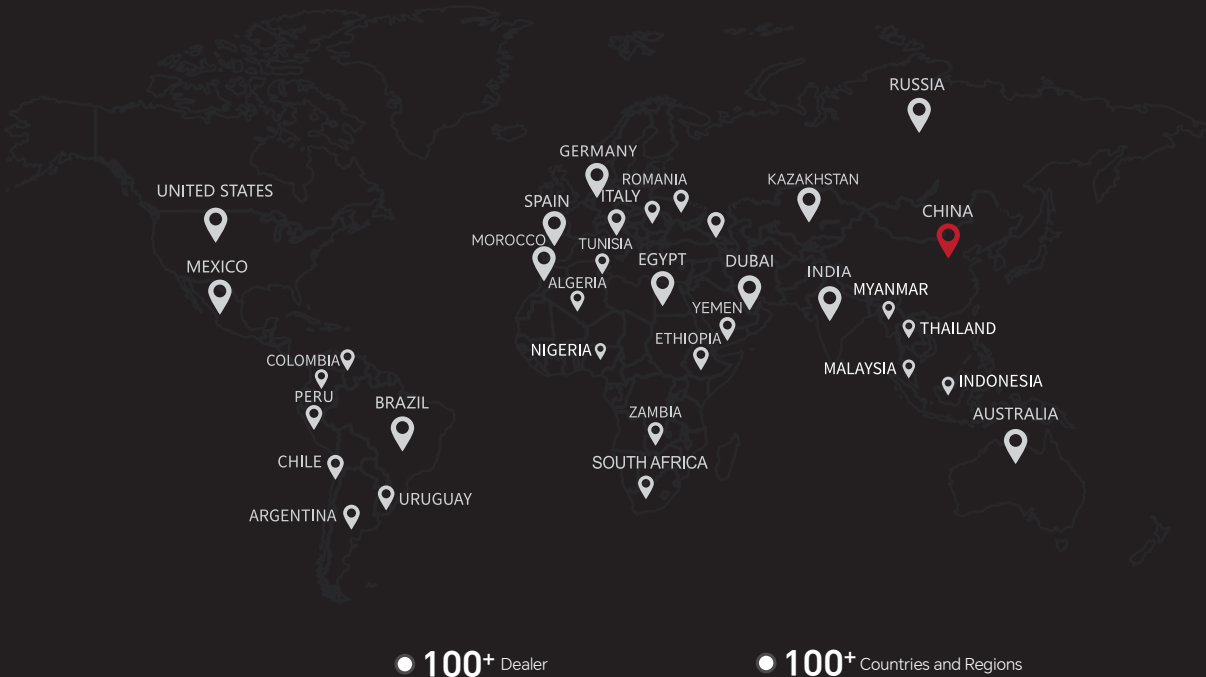 RUSSIA
GERMANY
ROMANIA
KAZAKHSTAN
UNITED STATES
ITALY
SPAIN
CHINA
MOROCCO
TUNISIA
EGYPT
DUBAI
MEXICO
INDIA
ALGERIA
MYANMAR
YEMEN
THAILAND
ETHIOPIA
NIGERIA
COLOMBIA
MALAYSIA
INDONESIA
PERU
BRAZIL
ZAMBIA
AUSTRALIA
CHILE
SOUTH AFRICA
URUGUAY
ARGENTINA
100+ Dealer
100+ Countries and Regions